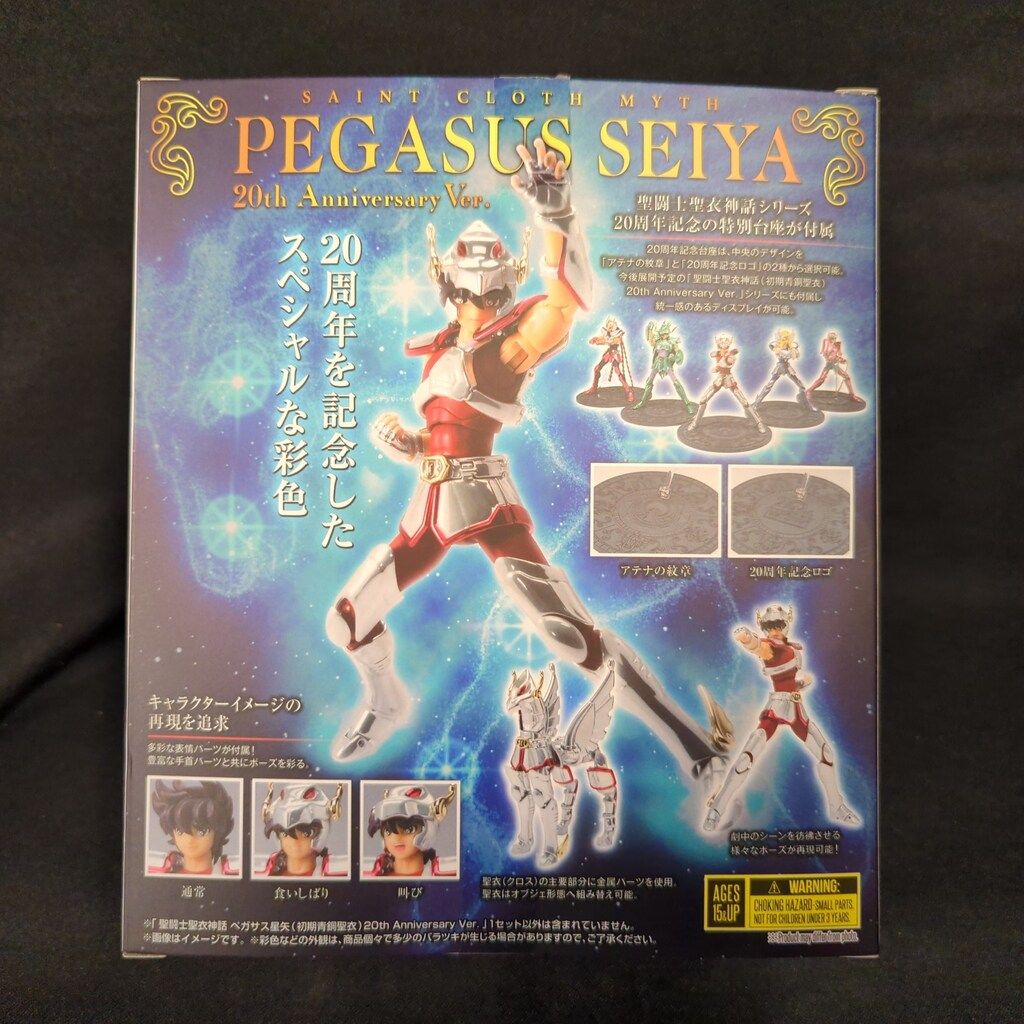 SAINT CLOTH MYTH
PEGASUS SEIYA
20th Anniversary Ver.
聖闘士聖衣神話シリーズ
20周年記念の特別台座が付属
20周年記念台座は、中央のデザインを
「アテナの紋章」と「20周年記念ロゴ」の2種から選択可能。
今後展開予定の「聖闘士聖衣神話(初期青銅聖衣)
20th Anniversary Ver.」シリーズにも付属し
統一感のあるディスプレイが可能。
20周年を記念した
スペシャルな彩色
アテナの紋章
20周年記念ロゴ
キャラクターイメージの
再現を追求
多彩な表情パーツが付属!
豊富な手首パーツと共にポーズを彩る。
通常
食いしばり
叫び
聖衣(クロス)の主要部分に金属パーツを使用。
聖衣はオブジェ形態へ組み替え可能。
劇中のシーンを彷彿させる
様々なポーズが再現可能!
AGES
15&UP
WARNING:
CHOKING HAZARD-SMALL PARTS.
NOT FOR CHILDREN UNDER 3 YEARS.
※Product may differ from photo.
※「聖闘士聖衣神話 ペガサス星矢(初期青銅聖衣)20th Anniversary Ver.」1セット以外は含まれていません。
※画像はイメージです。※彩色などの外観は、商品個々で多少のバラツキが生じる場合がありますので、ご了承ください。